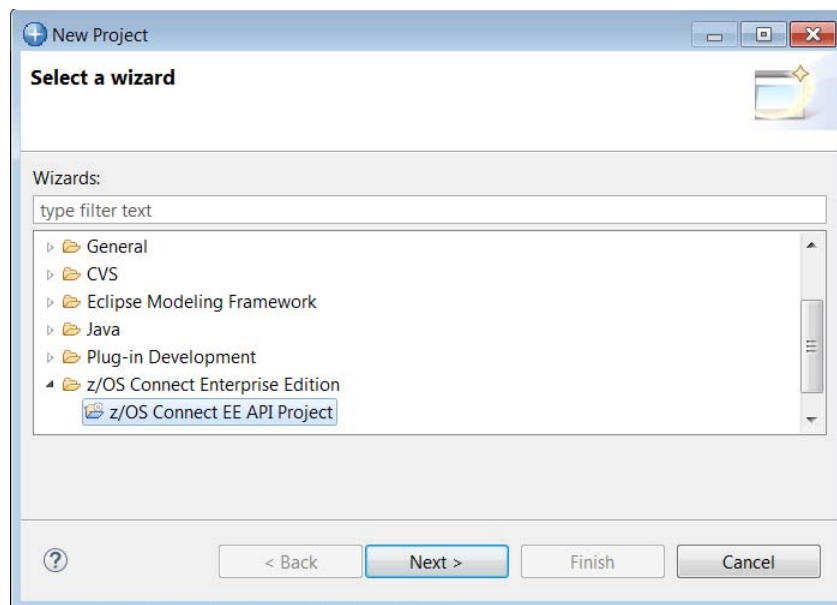 New Project
Select a wizard
Wizards:
type filter text
General
CVS
Eclipse Modeling Framework
Java
Plug-in Development
z/OS Connect Enterprise Edition
z/OS Connect EE API Project
?
< Back Next > Finish Cancel